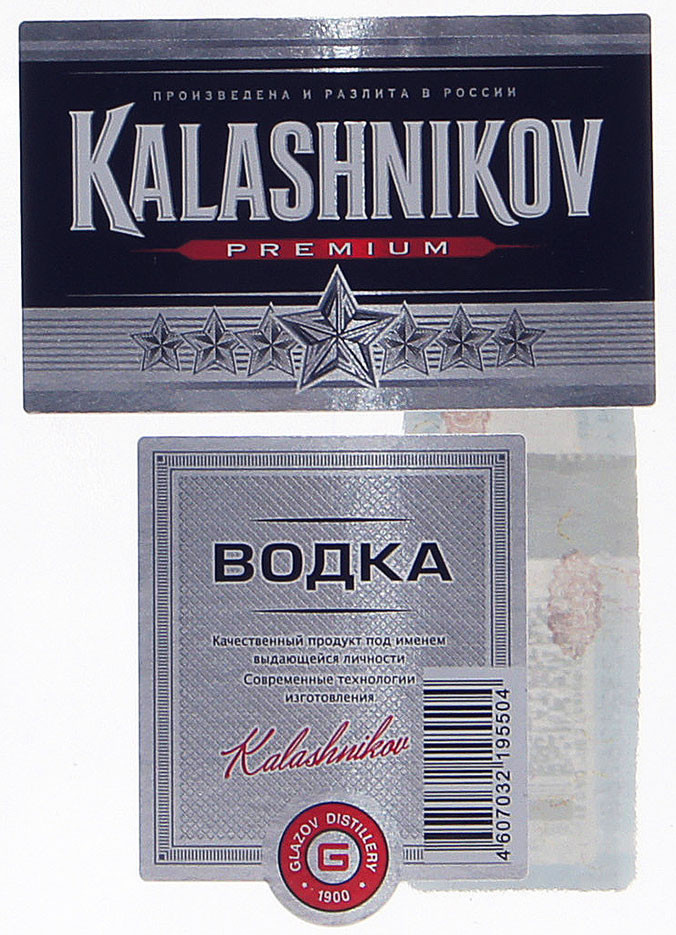 ПРОИЗВЕДЕНА И РАЗЛИТА В РОССИИ
KALASHNIKOV
PREMIUM
ВОДКА
Качественный продукт под именем
выдающейся личности
Современные технологии
изготовления
Kalashnikov
4 607032 195504
GLAZOV DISTILLERY
G
1900